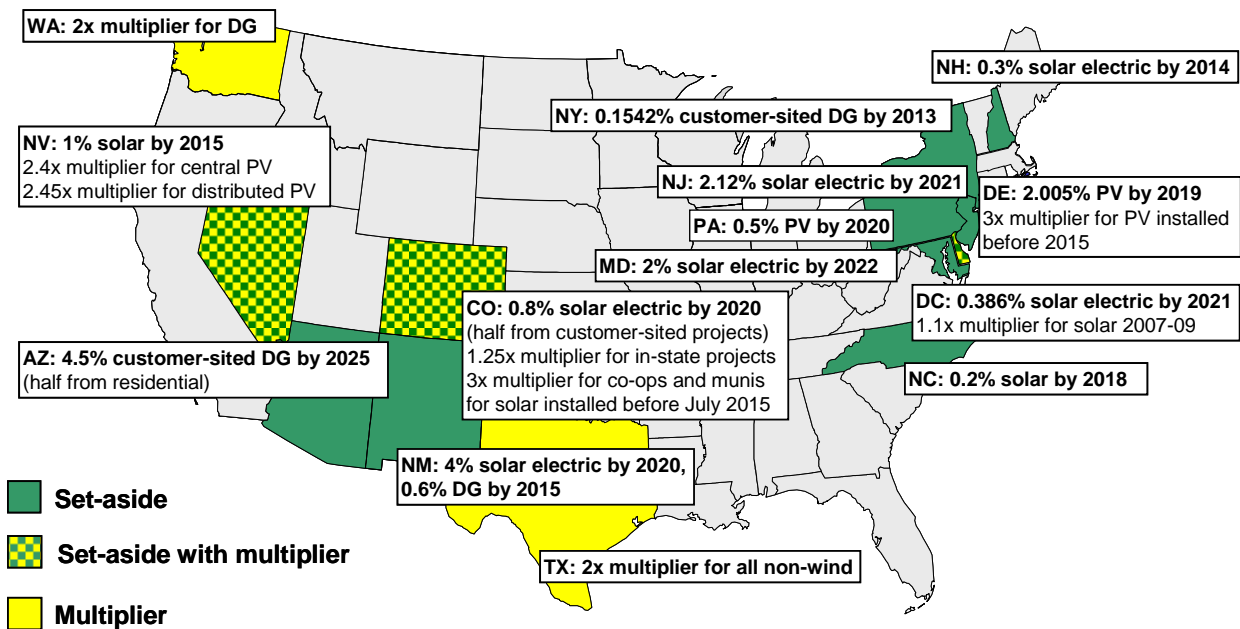 WA: 2x multiplier for DG
NH: 0.3% solar electric by 2014
NY: 0.1542% customer-sited DG by 2013
NV: 1% solar by 2015
2.4x multiplier for central PV
2.45x multiplier for distributed PV
NJ: 2.12% solar electric by 2021
DE: 2.005% PV by 2019
3x multiplier for PV installed
before 2015
PA: 0.5% PV by 2020
MD: 2% solar electric by 2022
CO: 0.8% solar electric by 2020
(half from customer-sited projects)
1.25x multiplier for in-state projects
3x multiplier for co-ops and munis
for solar installed before July 2015
DC: 0.386% solar electric by 2021
1.1x multiplier for solar 2007-09
AZ: 4.5% customer-sited DG by 2025
(half from residential)
NC: 0.2% solar by 2018
NM: 4% solar electric by 2020,
0.6% DG by 2015
TX: 2x multiplier for all non-wind
Set-aside
Set-aside with multiplier
Multiplier